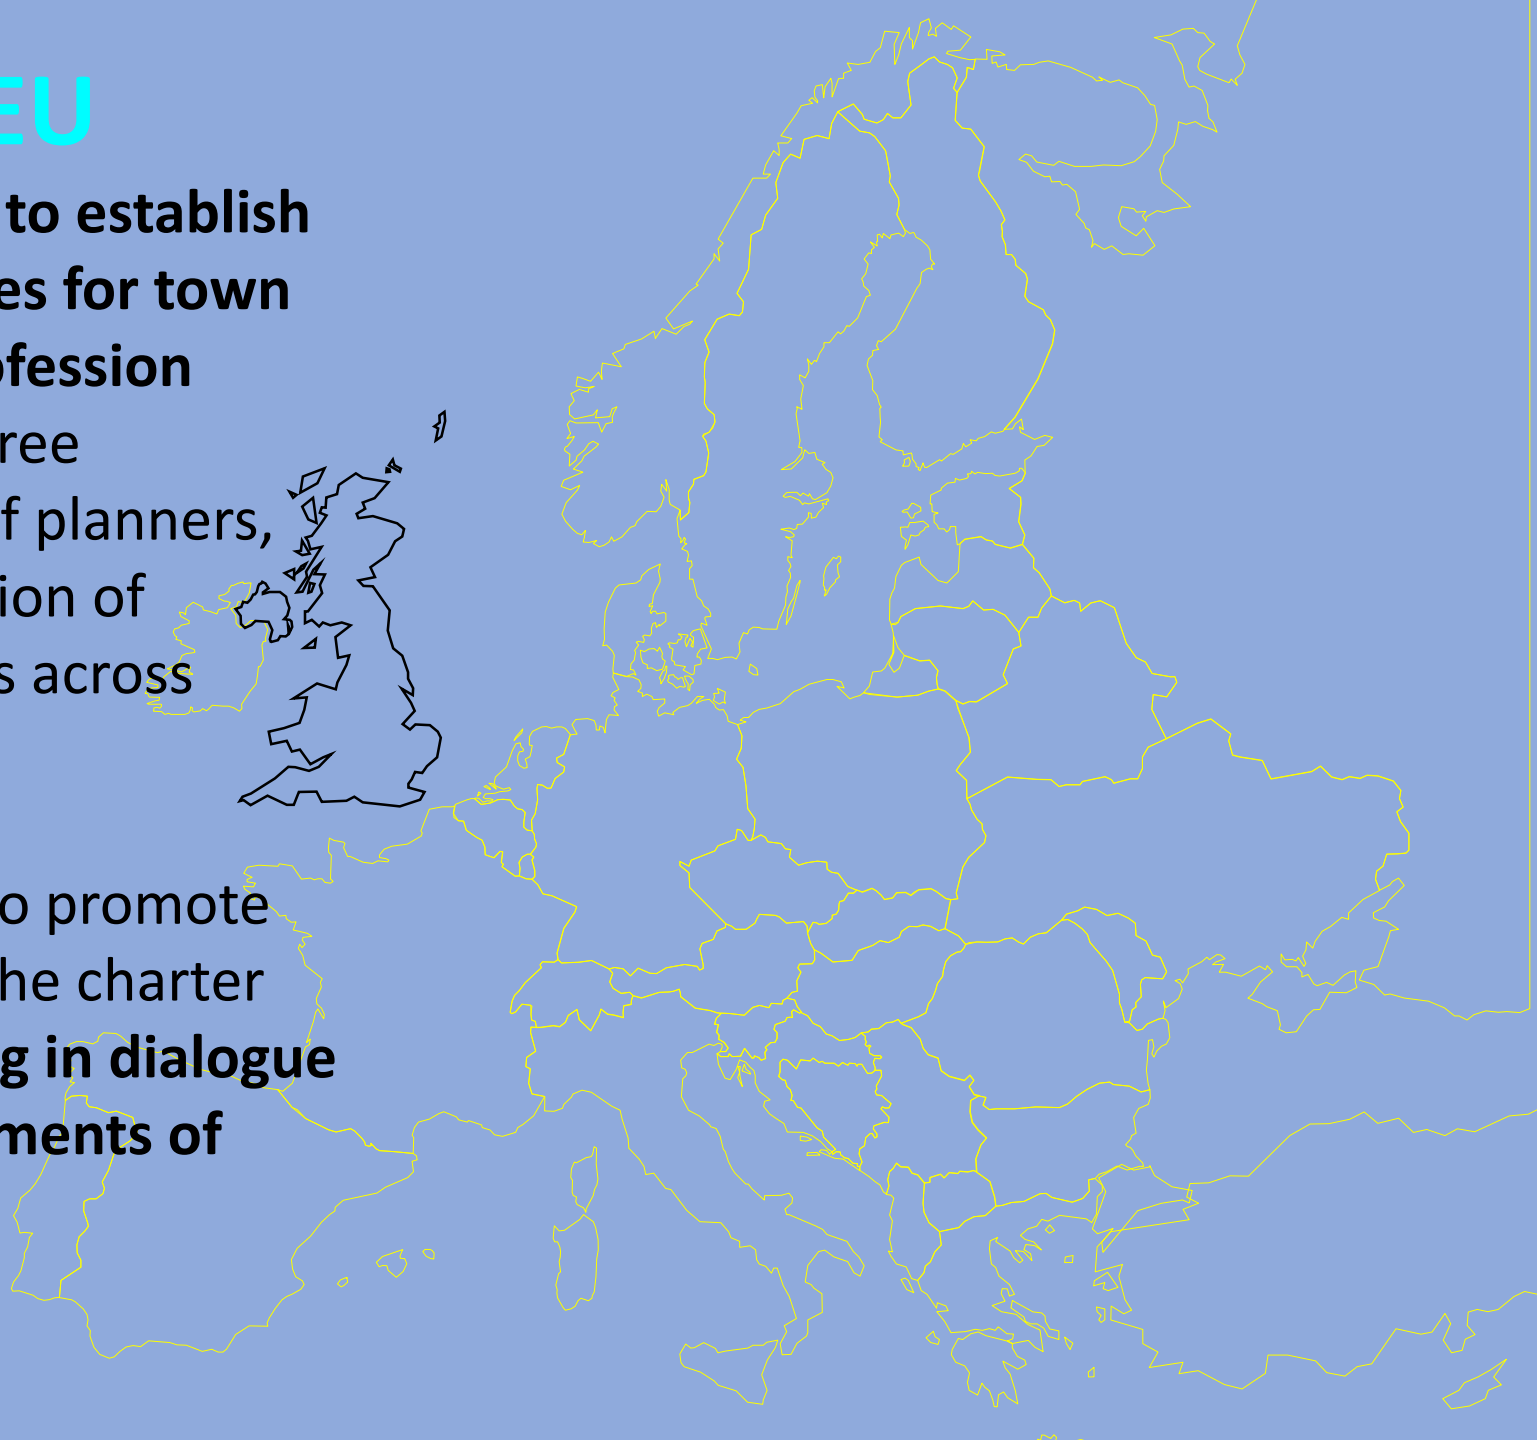 EU
to establish
es for town
ofession
ree
f planners,
ion of
s across
o promote
he charter
g in dialogue
ments of